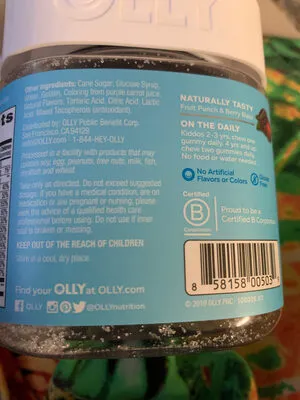 OLLY
Other Ingredients: Cane Sugar, Glucose Syrup,
Water, Gelatin, Coloring from purple carrot juice
Natural Flavors, Tartaric Acid, Citric Acid, Lactic
Acid, Mixed Tocopherols (antioxidant).
Distributed by: OLLY Public Benefit Corp.
San Francisco, CA 94129
1-844-HEY-OLLY
Processed in a facility with products that may
contain soy, egg, peanuts, tree nuts, milk, fish,
shellfish and wheat.
Take only as directed. Do not exceed suggested
dosage. If you have a medical condition, are on
medication or are pregnant or nursing, please
seek the advice of a qualified health care
professional before using. Do not use if inner
seal is broken or missing.
KEEP OUT OF THE REACH OF CHILDREN
Store in a cool, dry place.
Find your OLLY at OLLY.com
OLLY
@OLLYnutrition
ts
NATURALLY TASTY
Fruit Punch & Berry
ON THE DAILY
Kiddos 2-3 yrs, chew one
gummy daily. 4 yrs and up,
chew two gummies daily.
No food or water needed.
No Artificial
Flavors or Colors
Gluten
Free
Certified
B
Corporation
Proud to be a
Certified B Corporation
8 58158 00503
© 2019 OLLY PBC